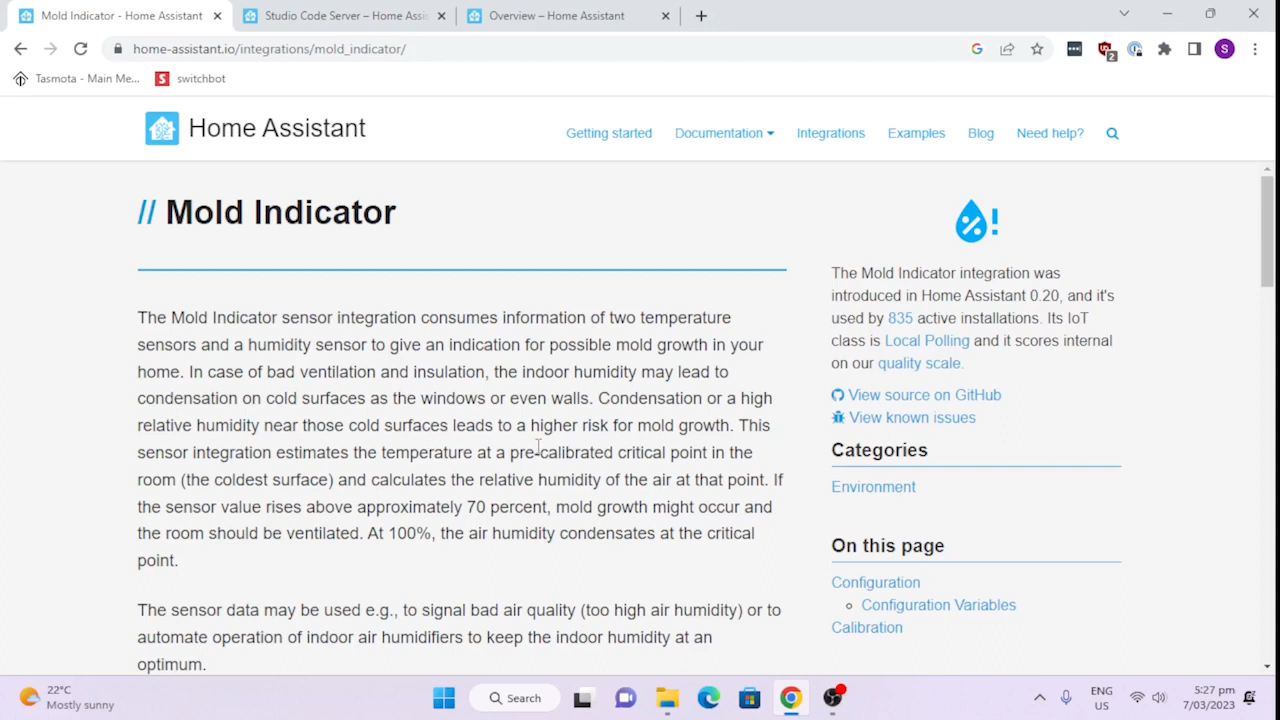 Mold Indicator - Home Assistant
Studio Code Server – Home Assis
Overview – Home Assistant
home-assistant.io/integrations/mold_indicator/
2
S
Tasmota - Main Me...
switchbot
Home Assistant
Getting started
Documentation
Integrations
Examples
Blog
Need help?
// Mold Indicator
The Mold Indicator sensor integration consumes information of two temperature
sensors and a humidity sensor to give an indication for possible mold growth in your
home. In case of bad ventilation and insulation, the indoor humidity may lead to
condensation on cold surfaces as the windows or even walls. Condensation or a high
relative humidity near those cold surfaces leads to a higher risk for mold growth. This
sensor integration estimates the temperature at a pre-calibrated critical point in the
room (the coldest surface) and calculates the relative humidity of the air at that point. If
the sensor value rises above approximately 70 percent, mold growth might occur and
the room should be ventilated. At 100%, the air humidity condensates at the critical
point.
The sensor data may be used e.g., to signal bad air quality (too high air humidity) or to
automate operation of indoor air humidifiers to keep the indoor humidity at an
optimum.
The Mold Indicator integration was
introduced in Home Assistant 0.20, and it's
used by 835 active installations. Its IoT
class is Local Polling and it scores internal
on our quality scale.
View source on GitHub
View known issues
Categories
Environment
On this page
Configuration
Configuration Variables
Calibration
22°C
Mostly sunny
Search
ENG
US
5:27 pm
7/03/2023